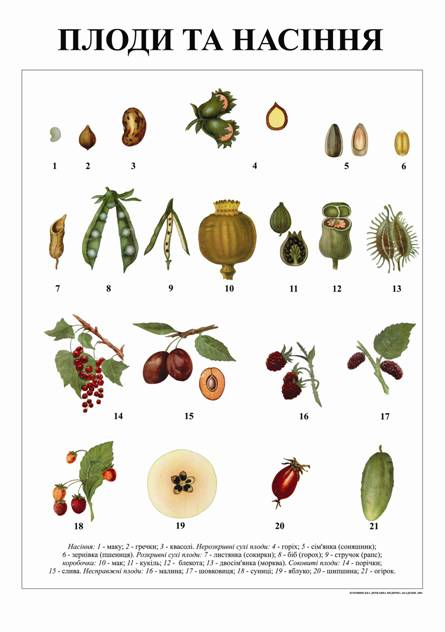 ПЛОДИ ТА НАСІННЯ
1 2 3 4 5 6
7 8 9 10 11 12 13
14 15 16 17
18 19 20 21
Насіння: 1 - маку; 2 - гречки; 3 - квасолі. Нерозкривні сухі плоди: 4 - горіх; 5 - сім'янка (соняшник);
6 - зернівка (пшениця). Розкривні сухі плоди: 7 - листянка (сокирки); 8 - біб (горох); 9 - стручок (рапс);
коробочка: 10 - мак; 11 - кукіль; 12 - блекота; 13 - двосім'янка (морква). Соковиті плоди: 14 - порічки;
15 - слива. Несправжні плоди: 16 - малина; 17 - шовковиця; 18 - суниці; 19 - яблуко; 20 - шипшина; 21 - огірок.